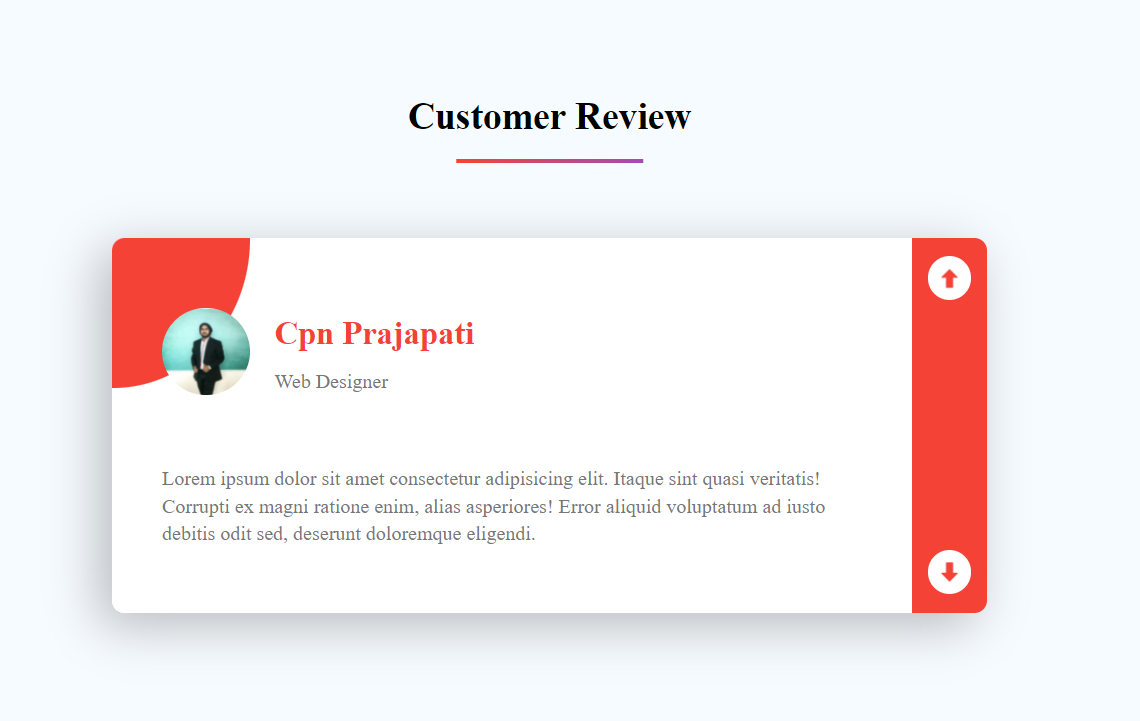 Customer Review
Cpn Prajapati
Web Designer
Lorem ipsum dolor sit amet consectetur adipisicing elit. Itaque sint quasi veritatis!
Corrupti ex magni ratione enim, alias asperiores! Error aliquid voluptatum ad iusto
debitis odit sed, deserunt doloremque eligendi.